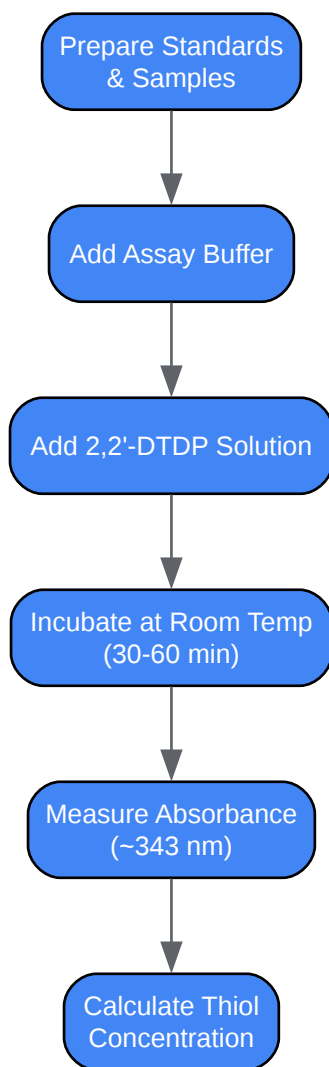 Prepare Standards
& Samples
Add Assay Buffer
Add 2,2'-DTDP Solution
Incubate at Room Temp
(30-60 min)
Measure Absorbance
(~343 nm)
Calculate Thiol
Concentration